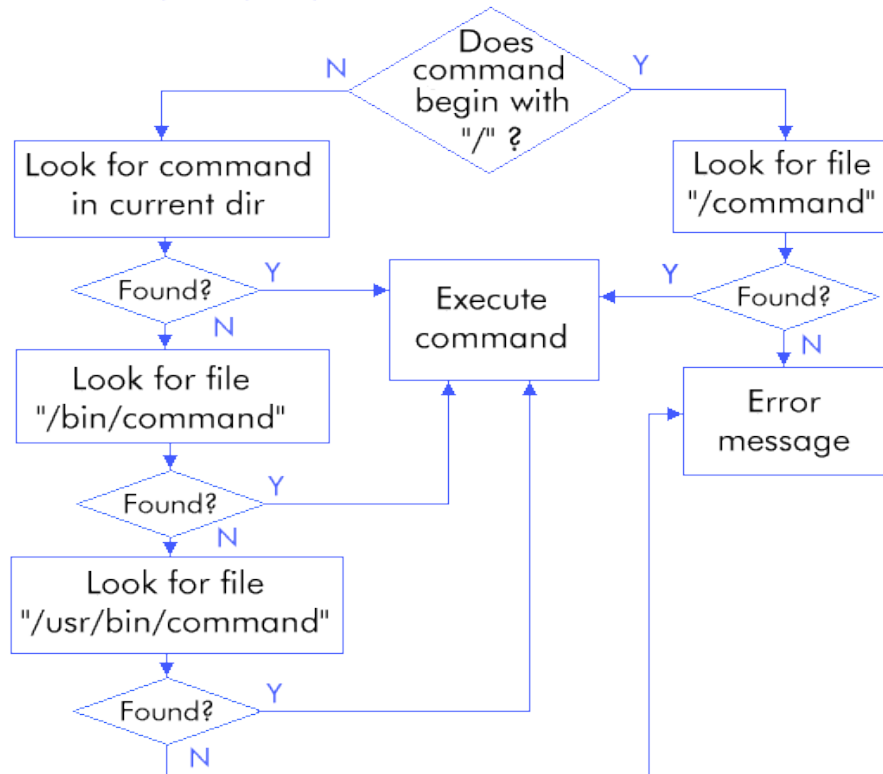 Does
command
begin with
"/" ?
N
Y
Look for command
in current dir
Look for file
"/command"
Found?
Y
N
Execute
command
Y
Found?
N
Look for file
"/bin/command"
Error
message
Found?
Y
N
Look for file
"/usr/bin/command"
Found?
Y
N